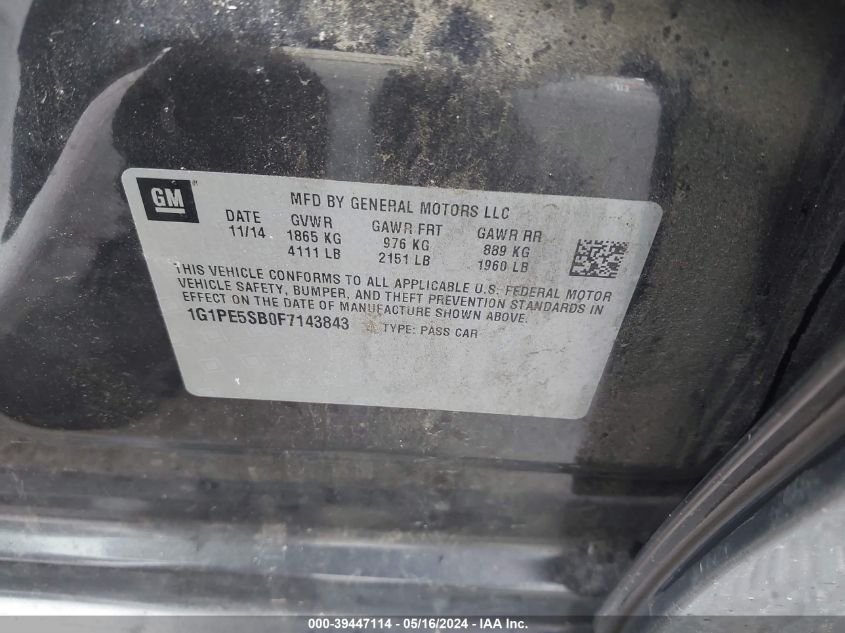 GM
MFD BY GENERAL MOTORS LLC
DATE GVWR GAWR FRT GAWR RR
11/14 1865 KG 976 KG 889 KG
4111 LB 2151 LB 1960 LB
THIS VEHICLE CONFORMS TO ALL APPLICABLE U.S. FEDERAL MOTOR
VEHICLE SAFETY, BUMPER, AND THEFT PREVENTION STANDARDS IN
EFFECT ON THE DATE OF MANUFACTURE SHOWN ABOVE.
1G1PE5SB0F7143843 TYPE: PASS CAR
000-39447114 - 05/16/2024 - IAA Inc.